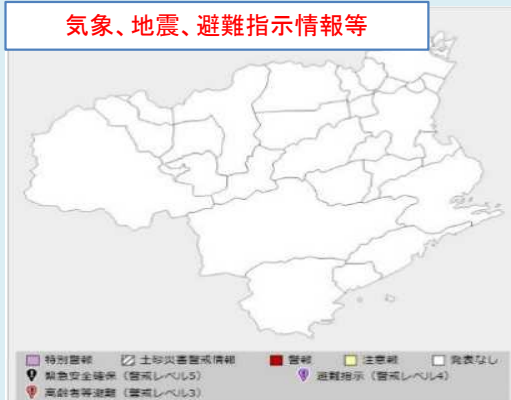 気象、地震、避難指示情報等
特別警報 土砂災害警戒情報 警報 注意報 発表なし
緊急安全確保（警戒レベル5） 避難指示（警戒レベル4）
高齢者等避難（警戒レベル3）